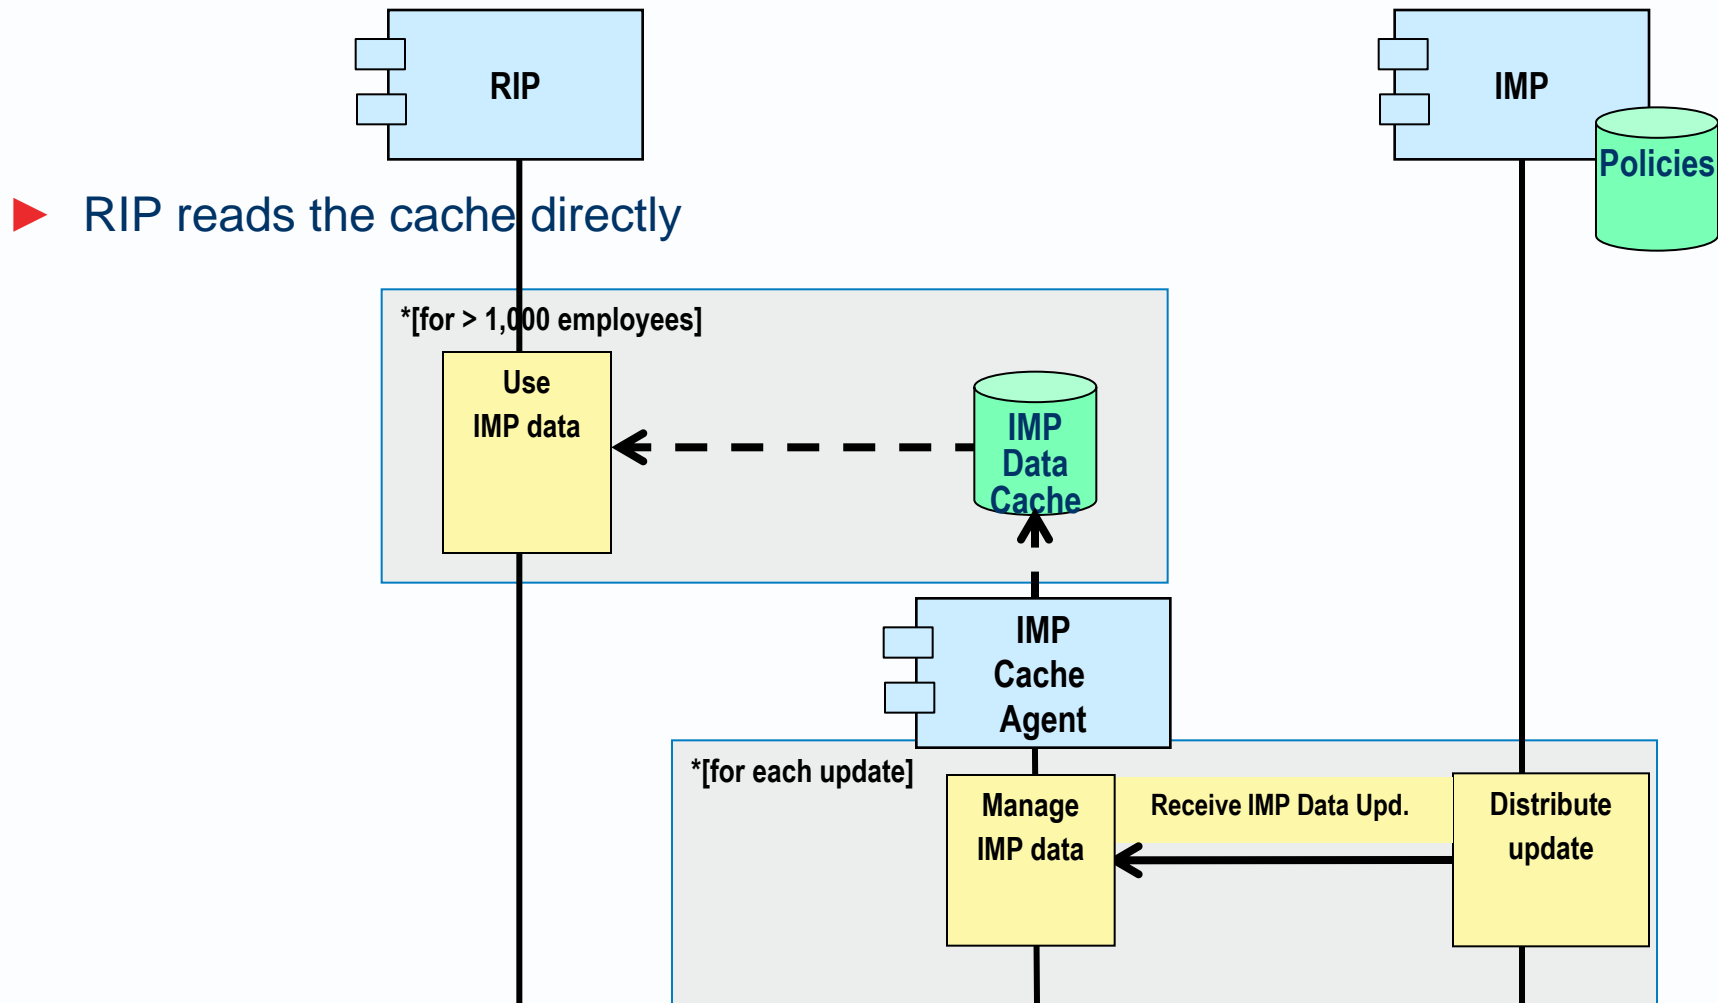 RIP
IMP
Policies
RIP reads the cache directly
*[for > 1,000 employees]
Use
IMP data
IMP
Data
Cache
IMP
Cache
Agent
*[for each update]
Manage
IMP data
Receive IMP Data Upd.
Distribute
update